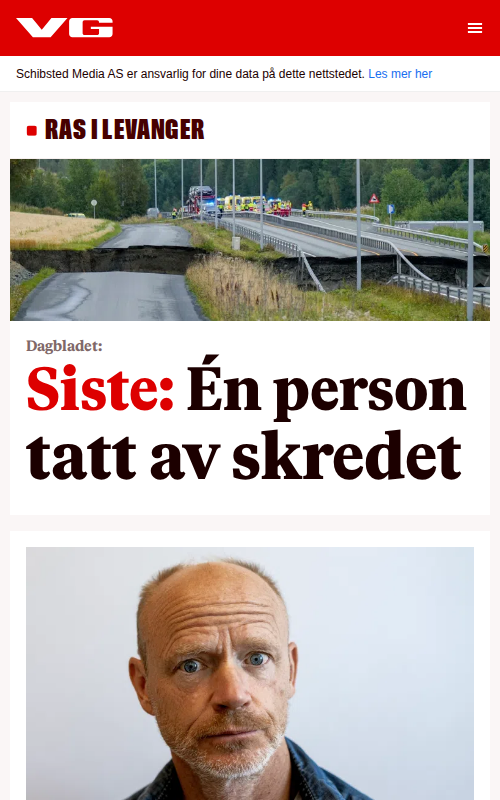 VG
Schibsted Media AS er ansvarlig for dine data på dette nettstedet. Les mer her
RAS I LEVANGER
Dagbladet:
Siste: Én person
tatt av skredet